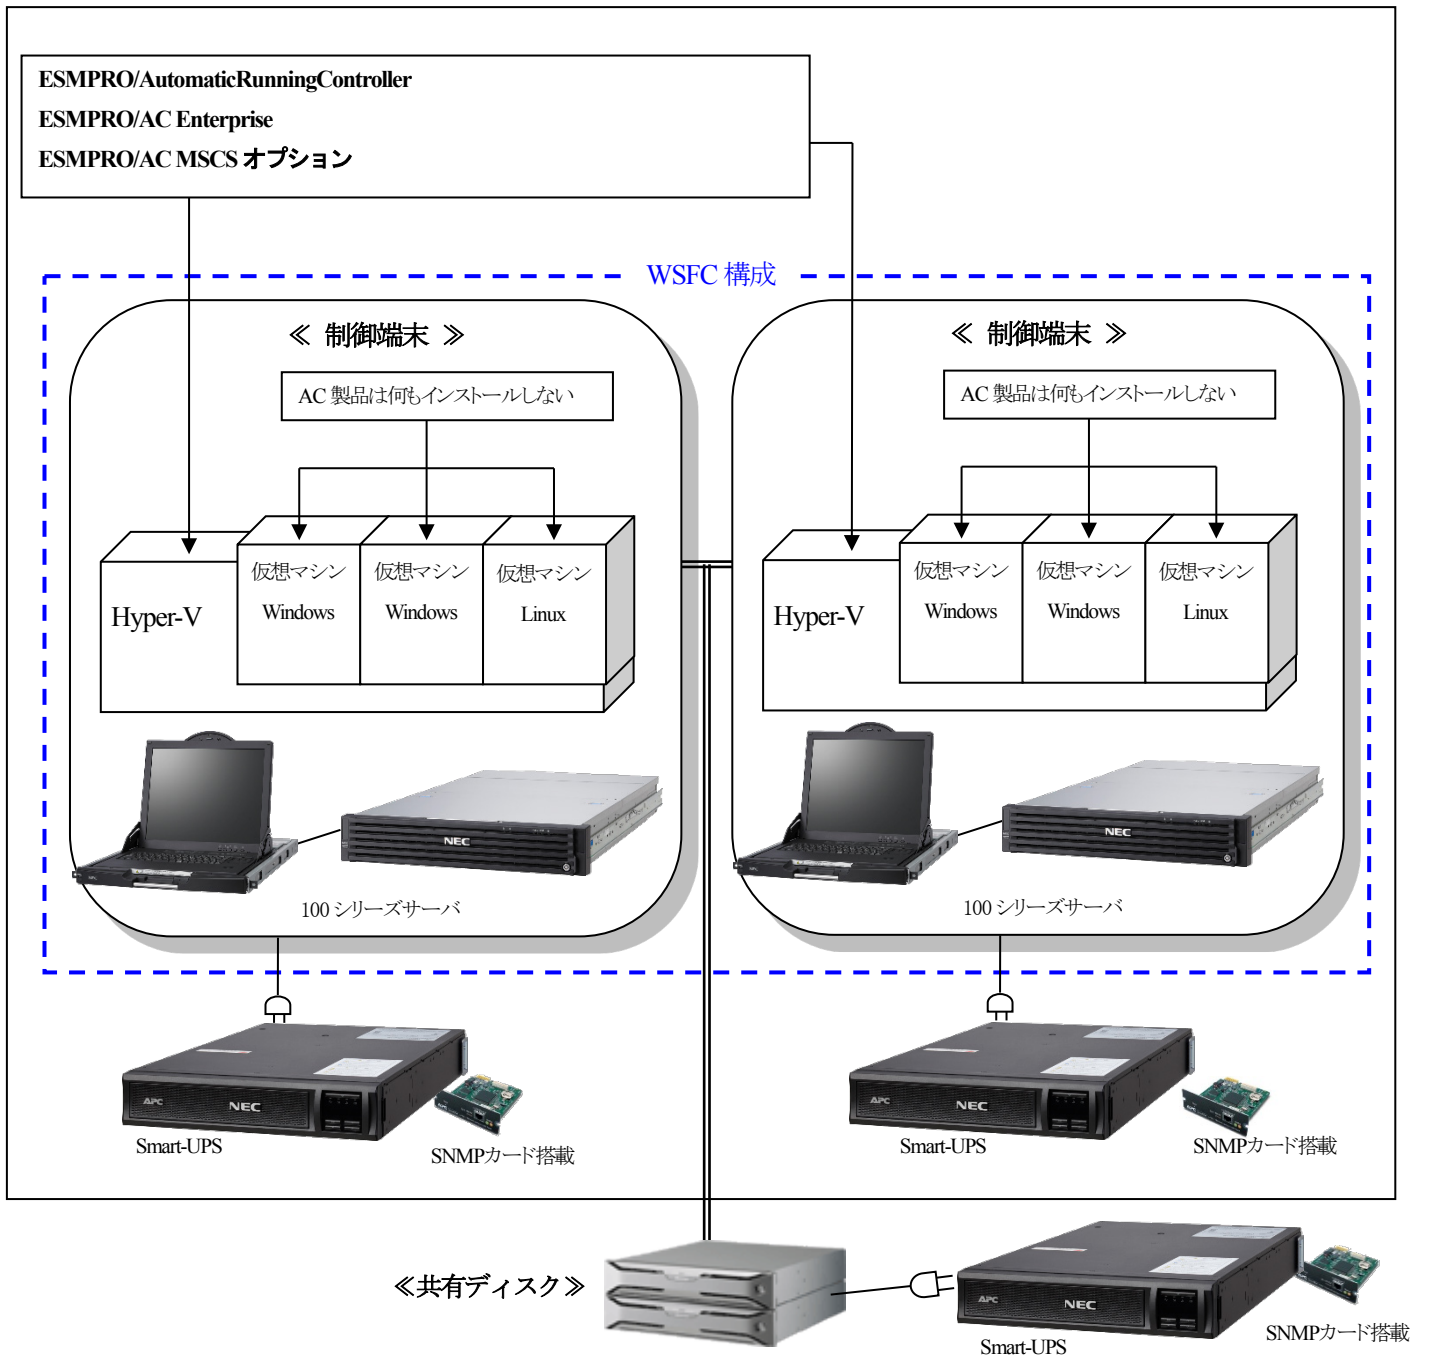 ESMPRO/AutomaticRunningController
ESMPRO/AC Enterprise
ESMPRO/AC MSCS オプション
WSFC 構成
≪ 制御端末 ≫
AC 製品は何もインストールしない
Hyper-V
仮想マシン
Windows
仮想マシン
Windows
仮想マシン
Linux
NEC
100 シリーズサーバ
≪ 制御端末 ≫
AC 製品は何もインストールしない
Hyper-V
仮想マシン
Windows
仮想マシン
Windows
仮想マシン
Linux
NEC
100 シリーズサーバ
APC
NEC
Smart-UPS
SNMPカード搭載
APC
NEC
Smart-UPS
SNMPカード搭載
≪共有ディスク≫
APC
NEC
Smart-UPS
SNMPカード搭載